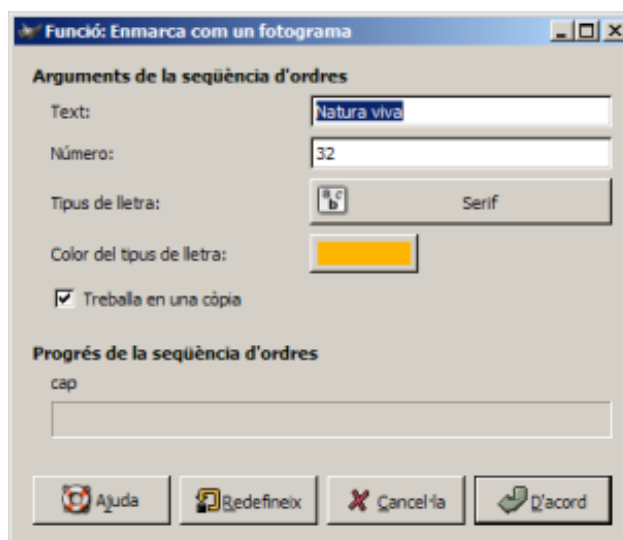 Funció: Enmarca com un fotograma
Arguments de la seqüència d'ordres
Text: Natura viva
Número: 32
Tipus de lletra: a c b Serif
Color del tipus de lletra:
Treballa en una còpia
Progrés de la seqüència d'ordres
cap
Ajuda Redefineix Cancel·la D'acord